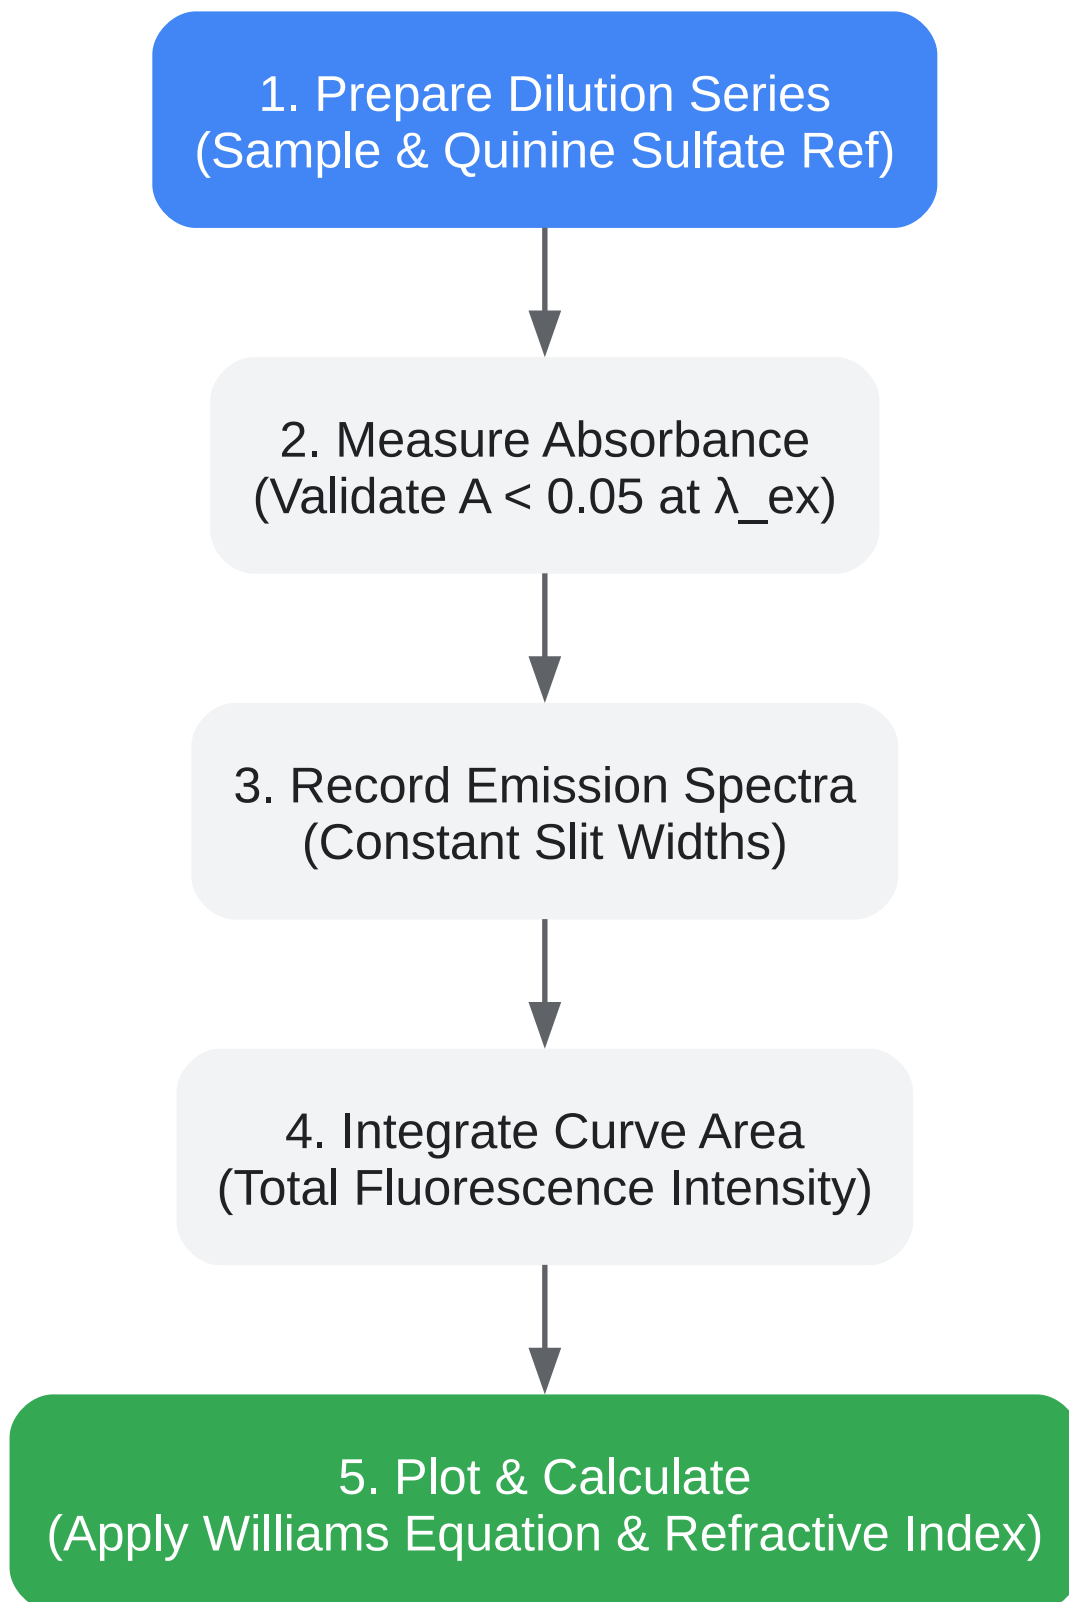 1. Prepare Dilution Series
(Sample & Quinine Sulfate Ref)
2. Measure Absorbance
(Validate A < 0.05 at λ_ex)
3. Record Emission Spectra
(Constant Slit Widths)
4. Integrate Curve Area
(Total Fluorescence Intensity)
5. Plot & Calculate
(Apply Williams Equation & Refractive Index)